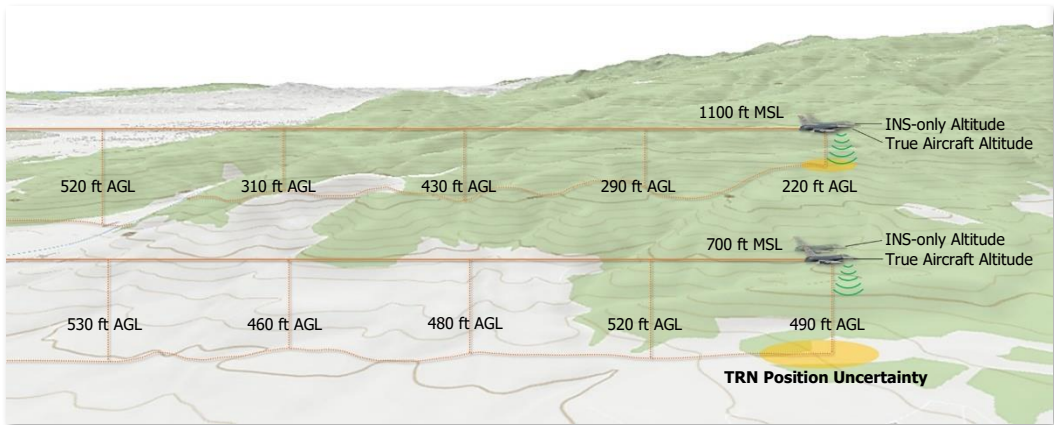 1100 ft MSL
INS-only Altitude
True Aircraft Altitude
520 ft AGL
310 ft AGL
430 ft AGL
290 ft AGL
220 ft AGL
700 ft MSL
INS-only Altitude
True Aircraft Altitude
530 ft AGL
460 ft AGL
480 ft AGL
520 ft AGL
490 ft AGL
TRN Position Uncertainty